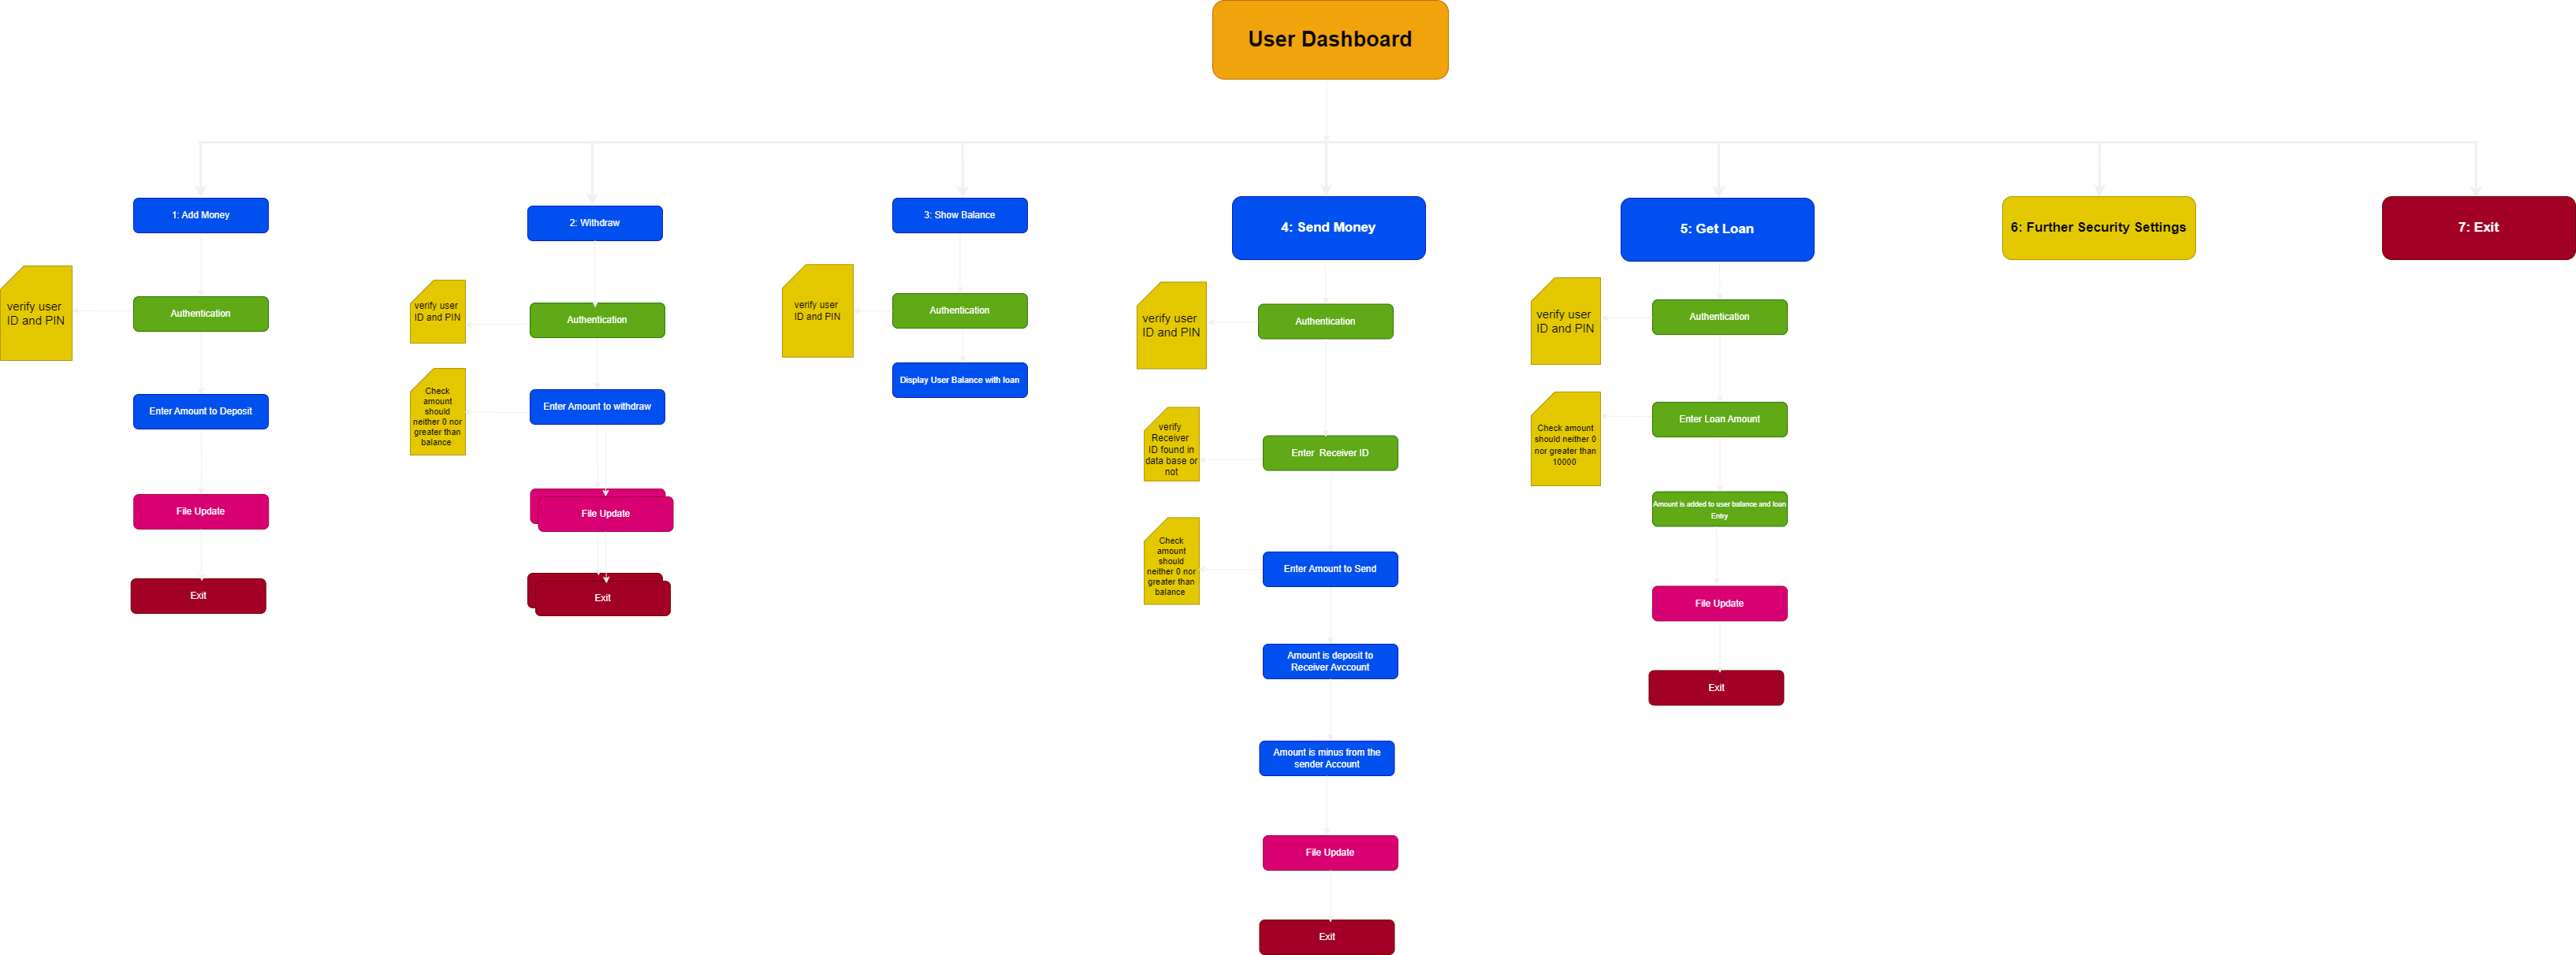 User Dashboard
1: Add Money
verify user
ID and PIN
Authentication
Enter Amount to Deposit
File Update
Exit
2: Withdraw
verify user
ID and PIN
Authentication
Check
amount
should
neither 0 nor
greater than
balance
Enter Amount to withdraw
File Update
Exit
3: Show Balance
verify user
ID and PIN
Authentication
Display User Balance with loan
4: Send Money
verify user
ID and PIN
Authentication
verify
Receiver
ID found in
data base or
not
Enter  Receiver ID
Check
amount
should
neither 0 nor
greater than
balance
Enter Amount to Send
Amount is deposit to
Receiver Avccount
Amount is minus from the
sender Account
File Update
Exit
5: Get Loan
verify user
ID and PIN
Authentication
Check amount
should neither 0
nor greater than
10000
Enter Loan Amount
Amount is added to user balance and loan
Entry
File Update
Exit
6: Further Security Settings
7: Exit